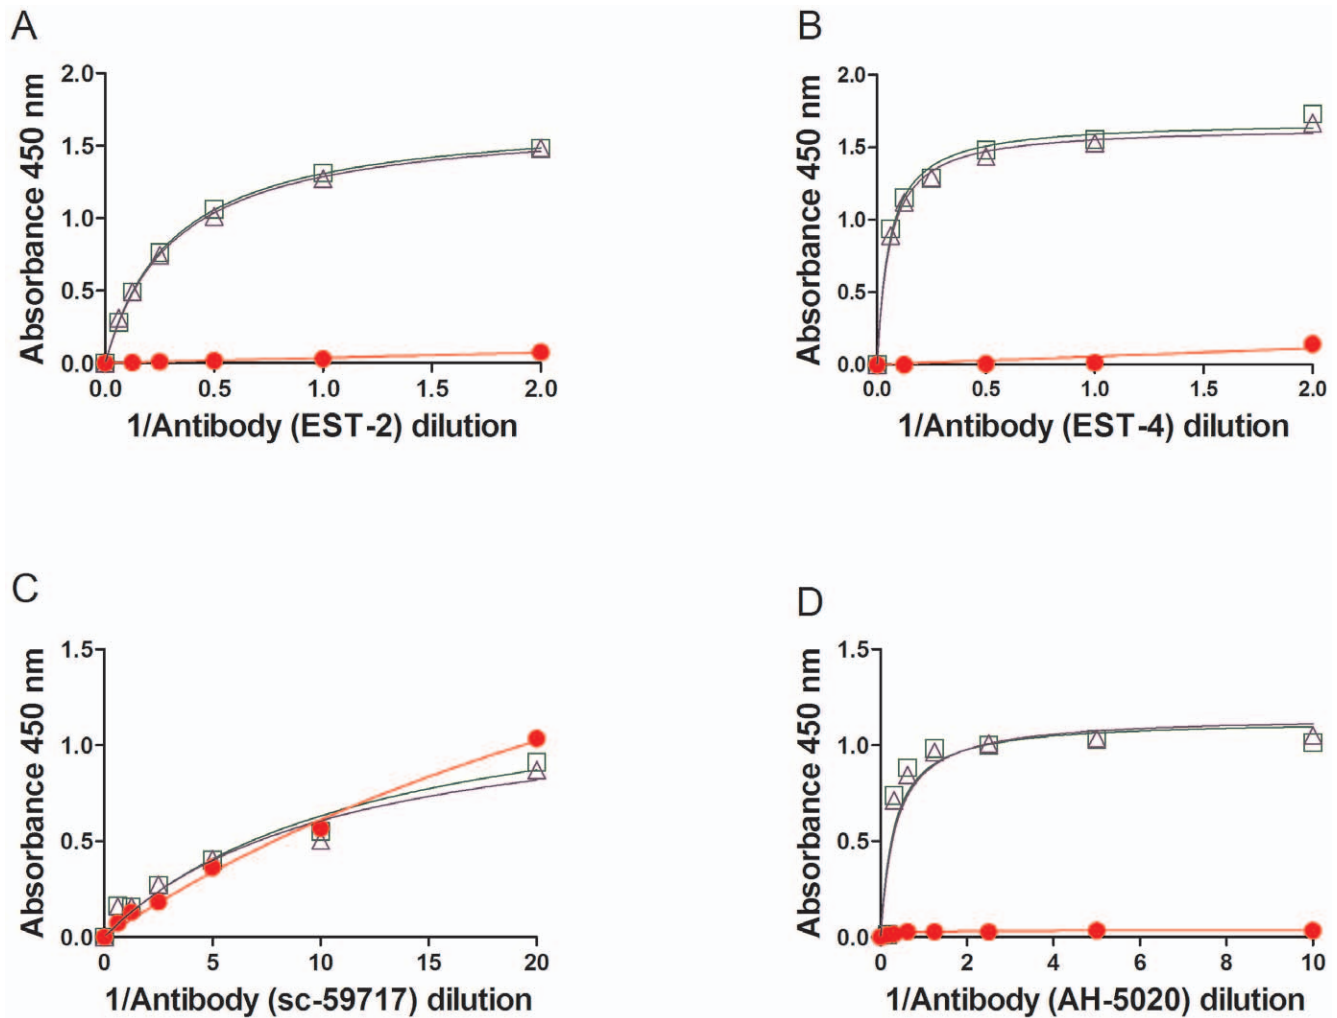 A
Absorbance 450 nm
2.0
1.5
1.0
0.5
0.0
0.0 0.5 1.0 1.5 2.0
1/Antibody (EST-2) dilution
B
Absorbance 450 nm
2.0
1.5
1.0
0.5
0.0
0.0 0.5 1.0 1.5 2.0
1/Antibody (EST-4) dilution
C
Absorbance 450 nm
1.5
1.0
0.5
0.0
0 5 10 15 20
1/Antibody (sc-59717) dilution
D
Absorbance 450 nm
1.5
1.0
0.5
0.0
0 2 4 6 8 10
1/Antibody (AH-5020) dilution